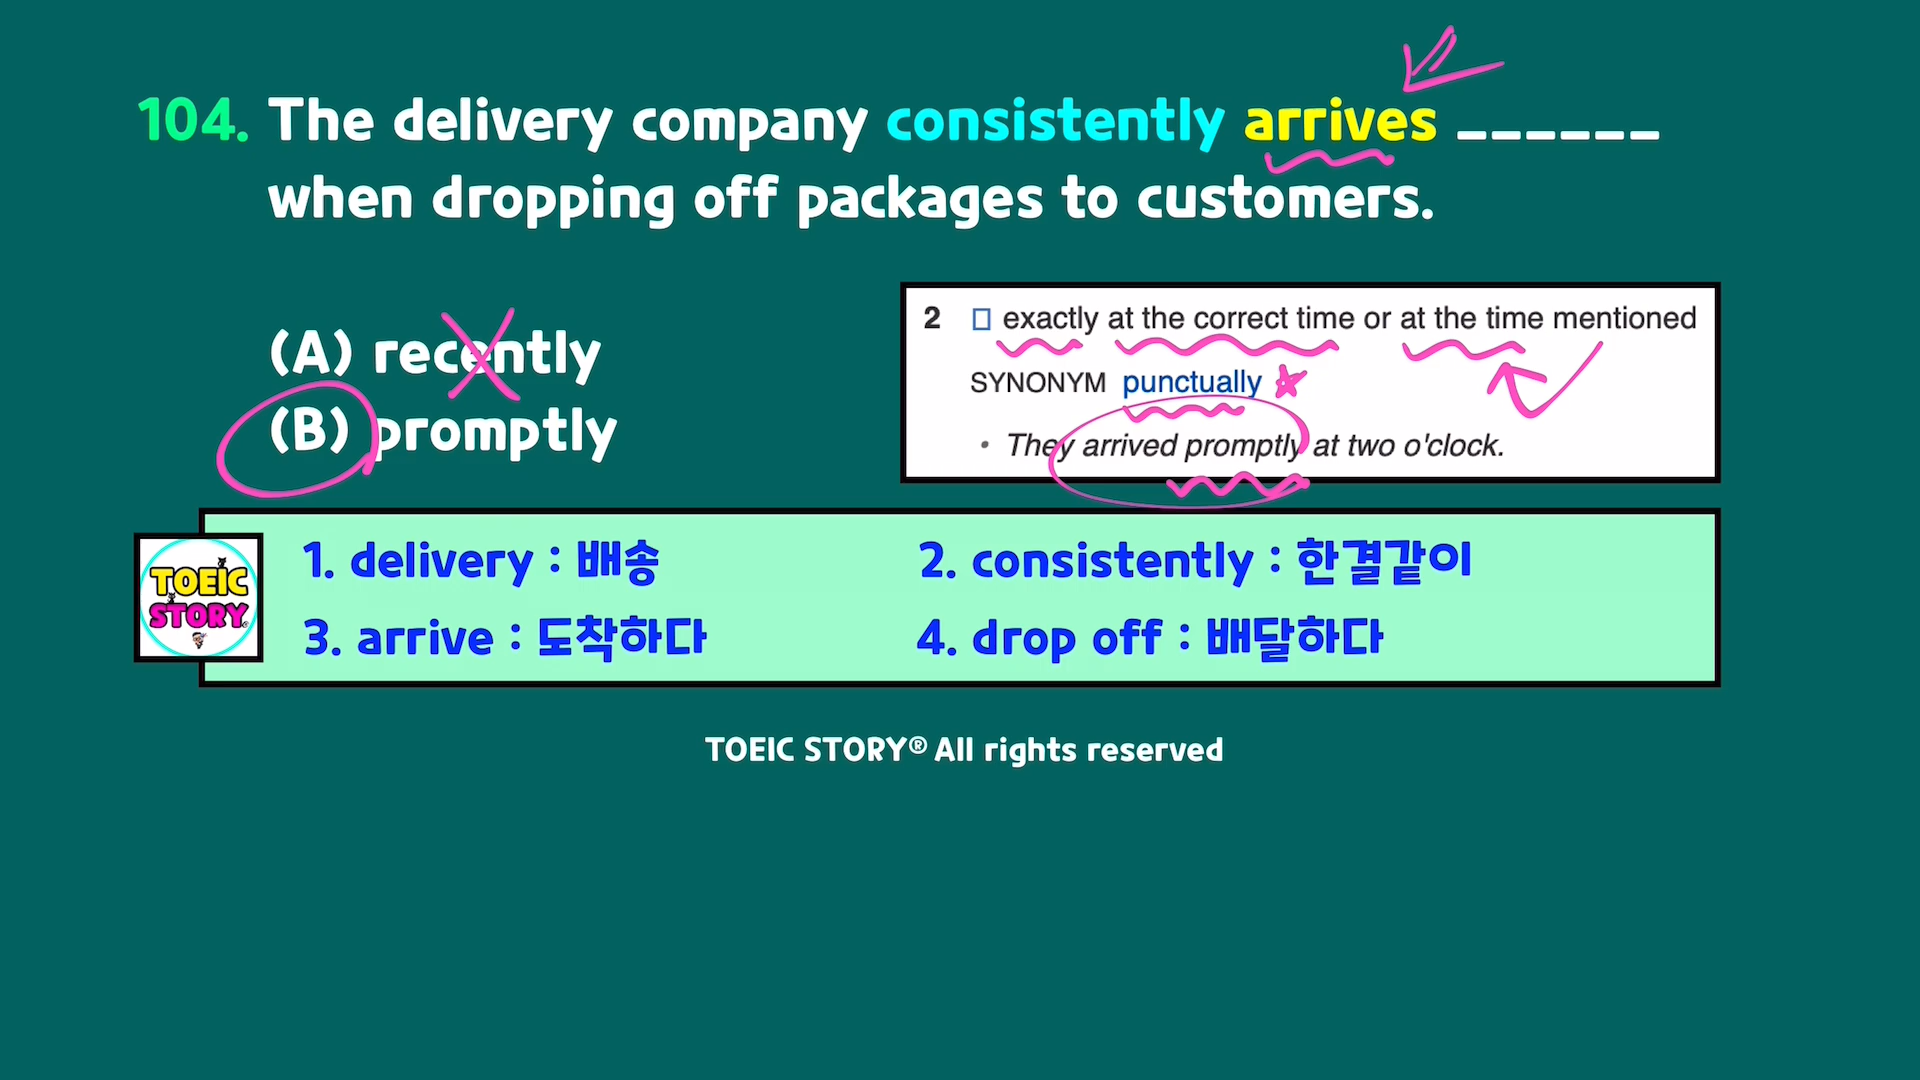 104. The delivery company consistently arrives ______
when dropping off packages to customers.
(A) recently
(B) promptly
2 exactly at the correct time or at the time mentioned
SYNONYM punctually
• They arrived promptly at two o'clock.
TOEIC
STORY
1. delivery : 배송
2. consistently : 한결같이
3. arrive : 도착하다
4. drop off : 배달하다
TOEIC STORY® All rights reserved